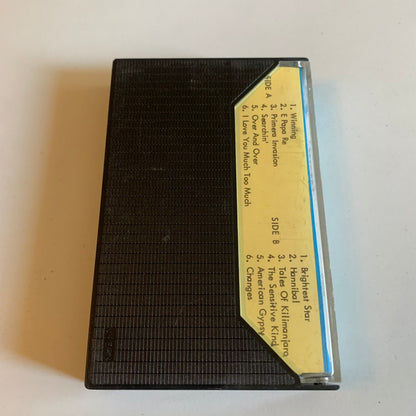 SIDE A
1. Winning
2. E Papa Re
3. Primera Invasion
4. Searchin'
5. Over And Over
6. I Love You Much Too Much
SIDE B
1. Brightest Star
2. Hannibal
3. Tales Of Kilimanjaro
4. The Sensitive Kind
5. American Gypsy
6. Changes